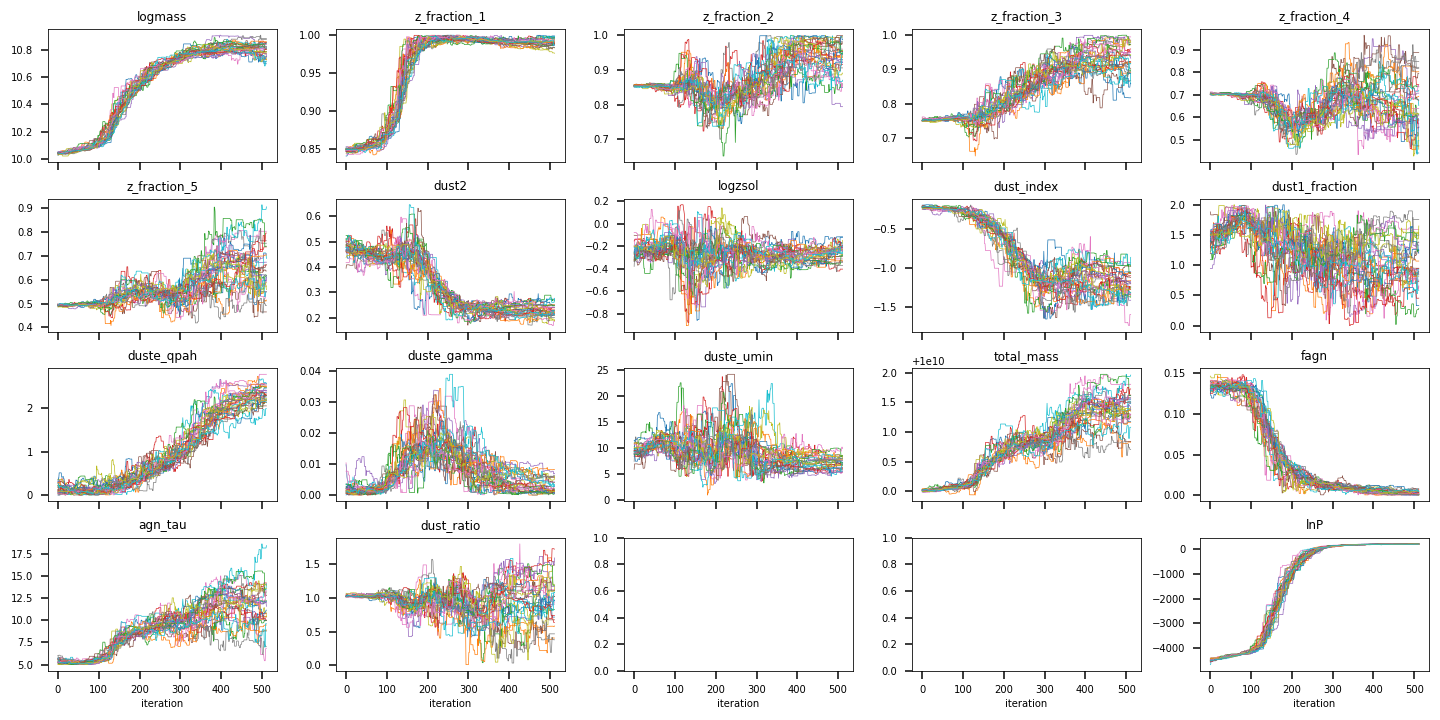 logmass z_fraction_1 z_fraction_2 z_fraction_3 z_fraction_4
10.8 1.00 1.0 1.0 0.9
10.6 0.95 0.9 0.9 0.8
10.4 0.90 0.8 0.8 0.7
10.2 0.85 0.7 0.7 0.6
10.0 0.5
z_fraction_5 dust2 logzsol dust_index dust1_fraction
0.9 0.6 0.2 −0.5 2.0
0.8 0.5 0.0 −1.0 1.5
0.7 0.4 −0.2 −1.5 1.0
0.6 0.3 −0.4 0.5
0.5 0.2 −0.6 0.0
0.4 −0.8
duste_qpah duste_gamma duste_umin total_mass fagn
+1e10
2 0.04 25 2.0 0.15
1 0.03 20 1.5 0.10
0 0.02 15 1.0 0.05
0.01 10 0.5 0.00
0.00 5 0.0
0
agn_tau dust_ratio lnP
17.5 1.5 1.0 1.0 0
15.0 1.0 0.8 0.8 −1000
12.5 0.5 0.6 0.6 −2000
10.0 0.0 0.4 0.4 −3000
7.5 0.2 0.2 −4000
5.0 0.0 0.0
0 100 200 300 400 500 0 100 200 300 400 500 0 100 200 300 400 500 0 100 200 300 400 500 0 100 200 300 400 500
iteration iteration iteration